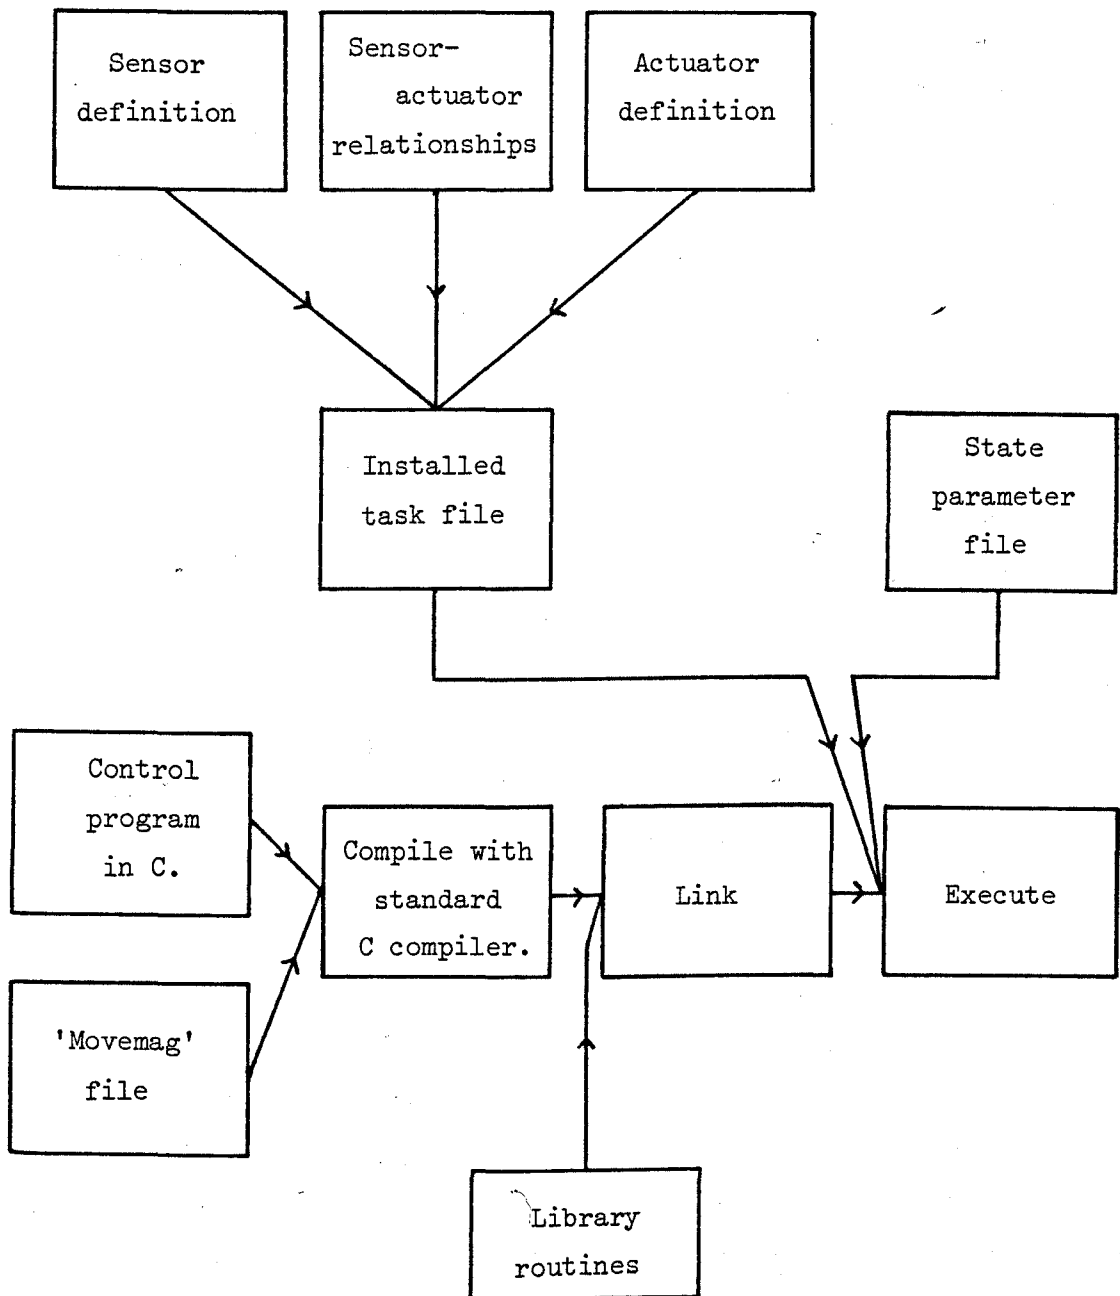 Sensor
definition
Sensor-
actuator
relationships
Actuator
definition
Installed
task file
State
parameter
file
Control
program
in C.
Compile with
standard
C compiler.
Link
Execute
'Movemag'
file
Library
routines